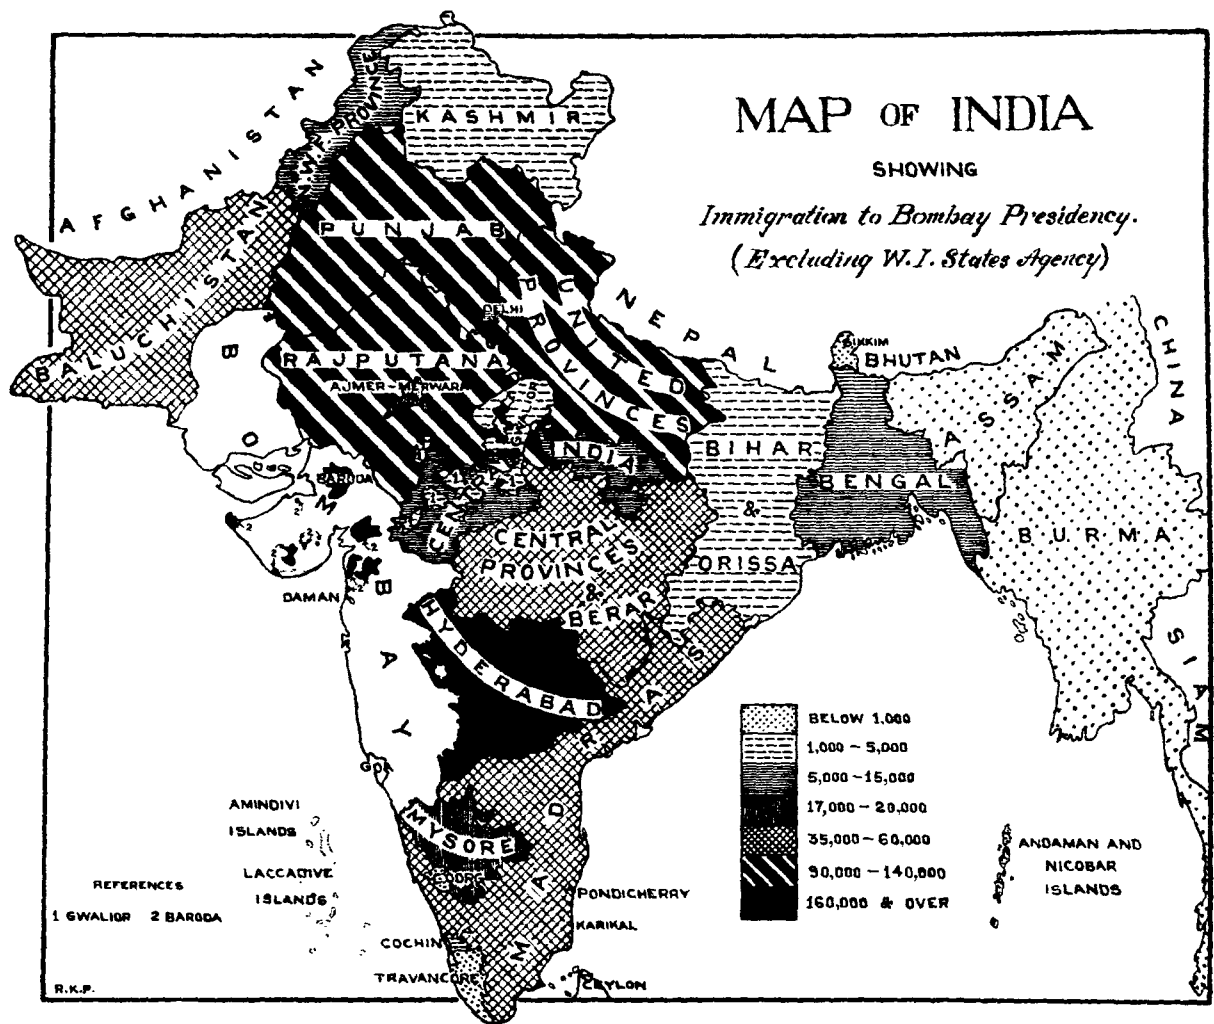 MAP OF INDIA
SHOWING
Immigration to Bombay Presidency.
(Excluding W.I. States Agency)
AFGHANISTAN
N.W.F. PROVINCE
KASHMIR
BALUCHISTAN
PUNJAB
DELHI
UNITED
PROVINCES
NEPAL
SIKKIM
BHUTAN
CHINA
RAJPUTANA
AJMER-MERWARA
GWALIOR
ASSAM
BIHAR
&
ORISSA
BENGAL
BURMA
SIAM
CENTRAL
INDIA
BARODA
BOMBAY
DAMAN
CENTRAL
PROVINCES
&
BERAR
HYDERABAD
MADRAS
GOA
MYSORE
COORG
AMINDIVI
ISLANDS
LACCADIVE
ISLANDS
REFERENCES
1 GWALIOR 2 BARODA
COCHIN
TRAVANCORE
PONDICHERRY
KARIKAL
CEYLON
BELOW 1,000
1,000 - 5,000
5,000 - 15,000
17,000 - 20,000
35,000 - 60,000
90,000 - 140,000
160,000 & OVER
ANDAMAN AND
NICOBAR
ISLANDS
R.K.P.